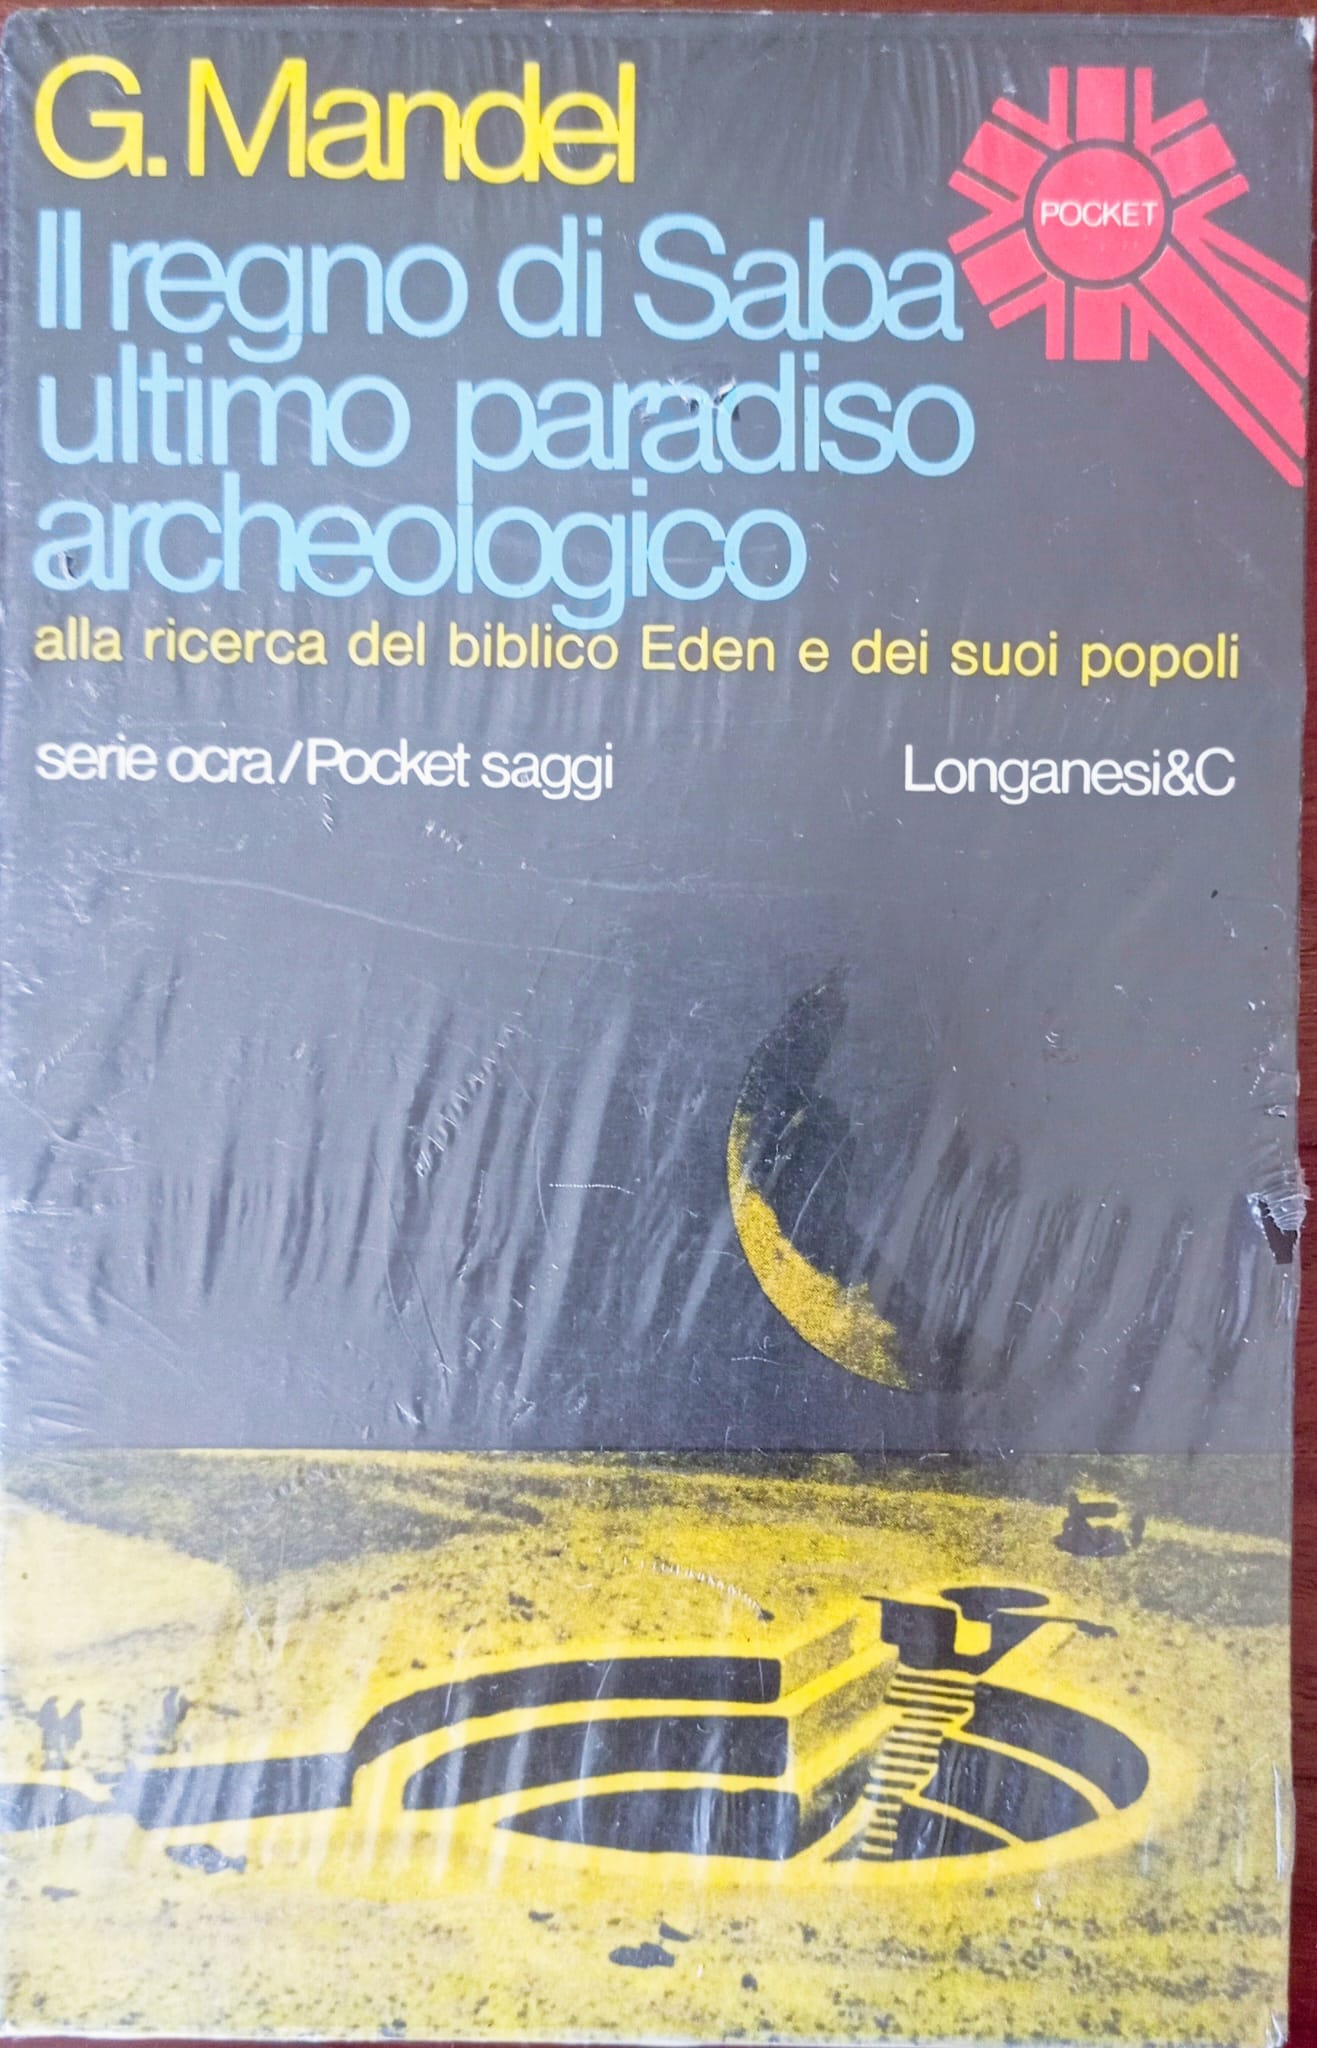 G. Mandel
POCKET
Il regno di Saba
ultimo paradiso
archeologico
alla ricerca del biblico Eden e dei suoi popoli
serie ocra/Pocket saggi
Longanesi&C